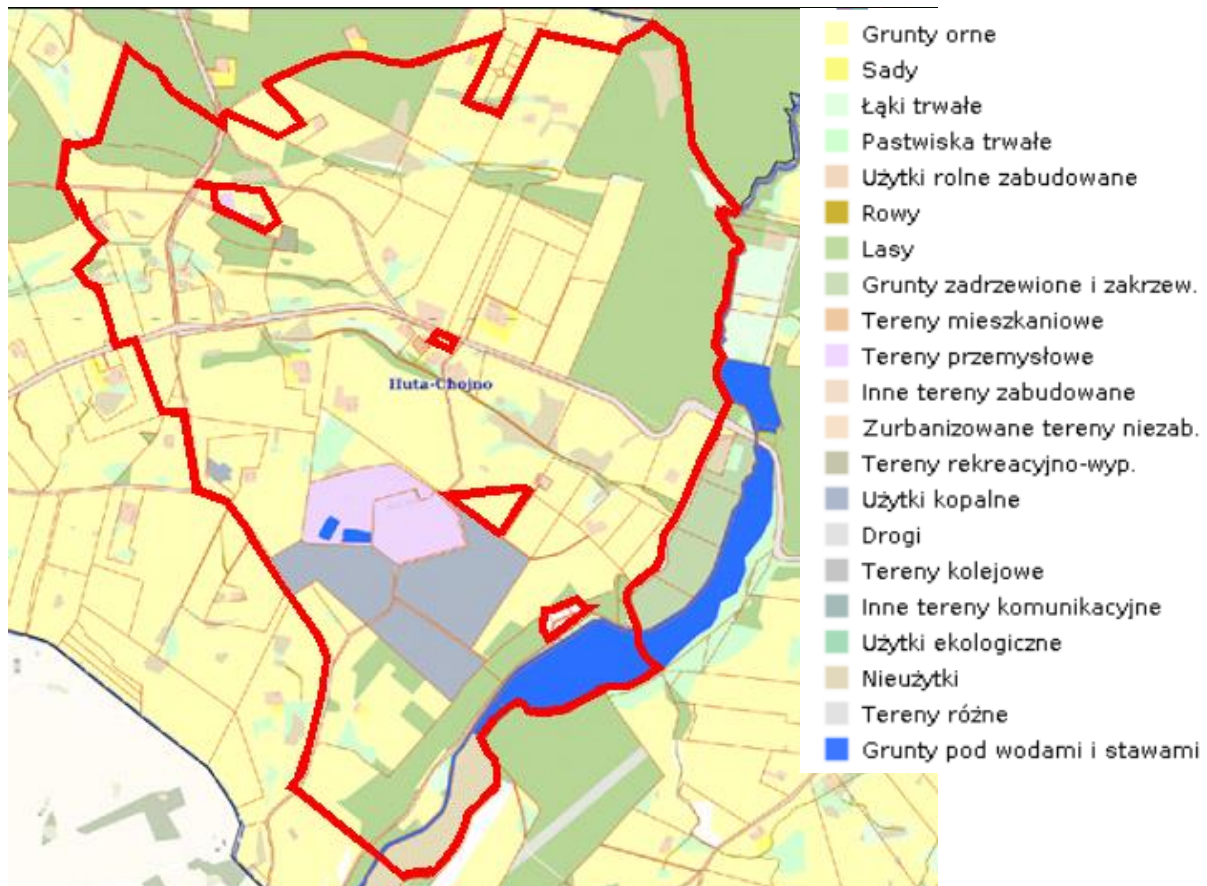 Grunty orne
Sady
Łąki trwałe
Pastwiska trwałe
Użytki rolne zabudowane
Rowy
Lasy
Grunty zadrzewione i zakrzew.
Tereny mieszkaniowe
Tereny przemysłowe
Inne tereny zabudowane
Zurbanizowane tereny niezab.
Tereny rekreacyjno-wyp.
Użytki kopalne
Drogi
Tereny kolejowe
Inne tereny komunikacyjne
Użytki ekologiczne
Nieużytki
Tereny różne
Grunty pod wodami i stawami
Huta-Chojno